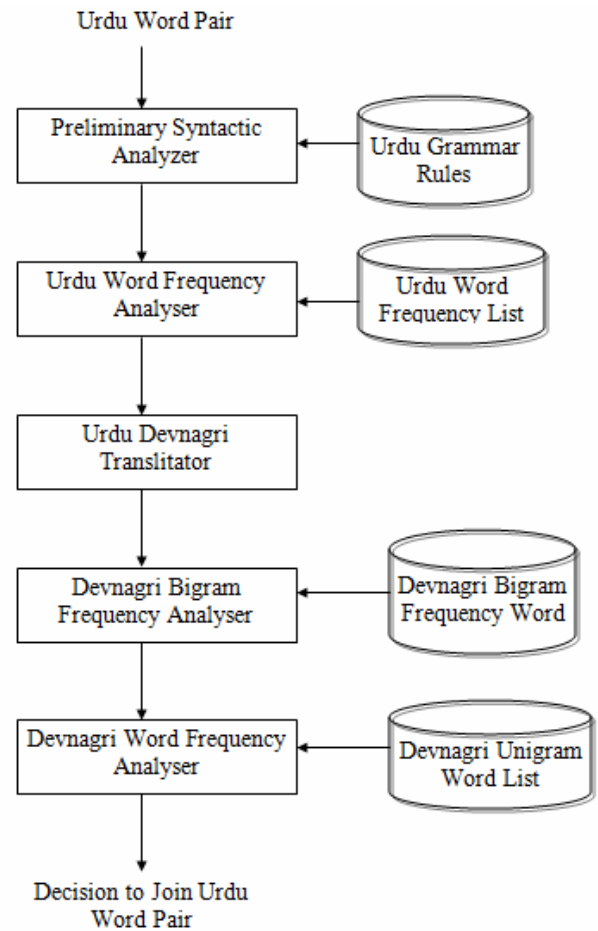 Urdu Word Pair
Preliminary Syntactic
Analyzer
Urdu Grammar
Rules
Urdu Word Frequency
Analyser
Urdu Word
Frequency List
Urdu Devnagri
Translitator
Devnagri Bigram
Frequency Analyser
Devnagri Bigram
Frequency Word
Devnagri Word Frequency
Analyser
Devnagri Unigram
Word List
Decision to Join Urdu
Word Pair